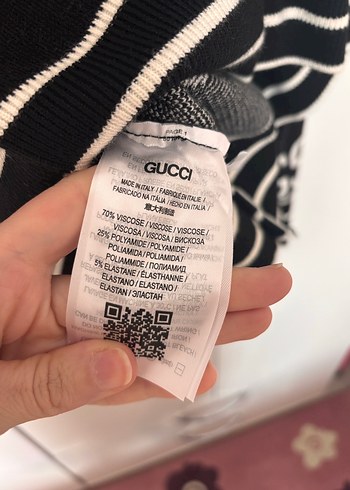 PAGE 1
GUCCI
MADE IN ITALY / FABRIQUÉ EN ITALIE /
FABRICADO NA ITÁLIA / HECHO EN ITALIA
意大利制造
70% VISCOSE / VISCOSE / VISCOSE /
VISCOSA / VISCOSA / ВИСКОЗА
25% POLYAMIDE / POLYAMIDE /
POLIAMIDA / POLIAMIDA /
POLIAMMIDE / ПОЛИАМИД
5% ELASTANE / ÉLASTHANNE /
ELASTANO / ELASTANO /
ELASTAN / ЭЛАСТАН